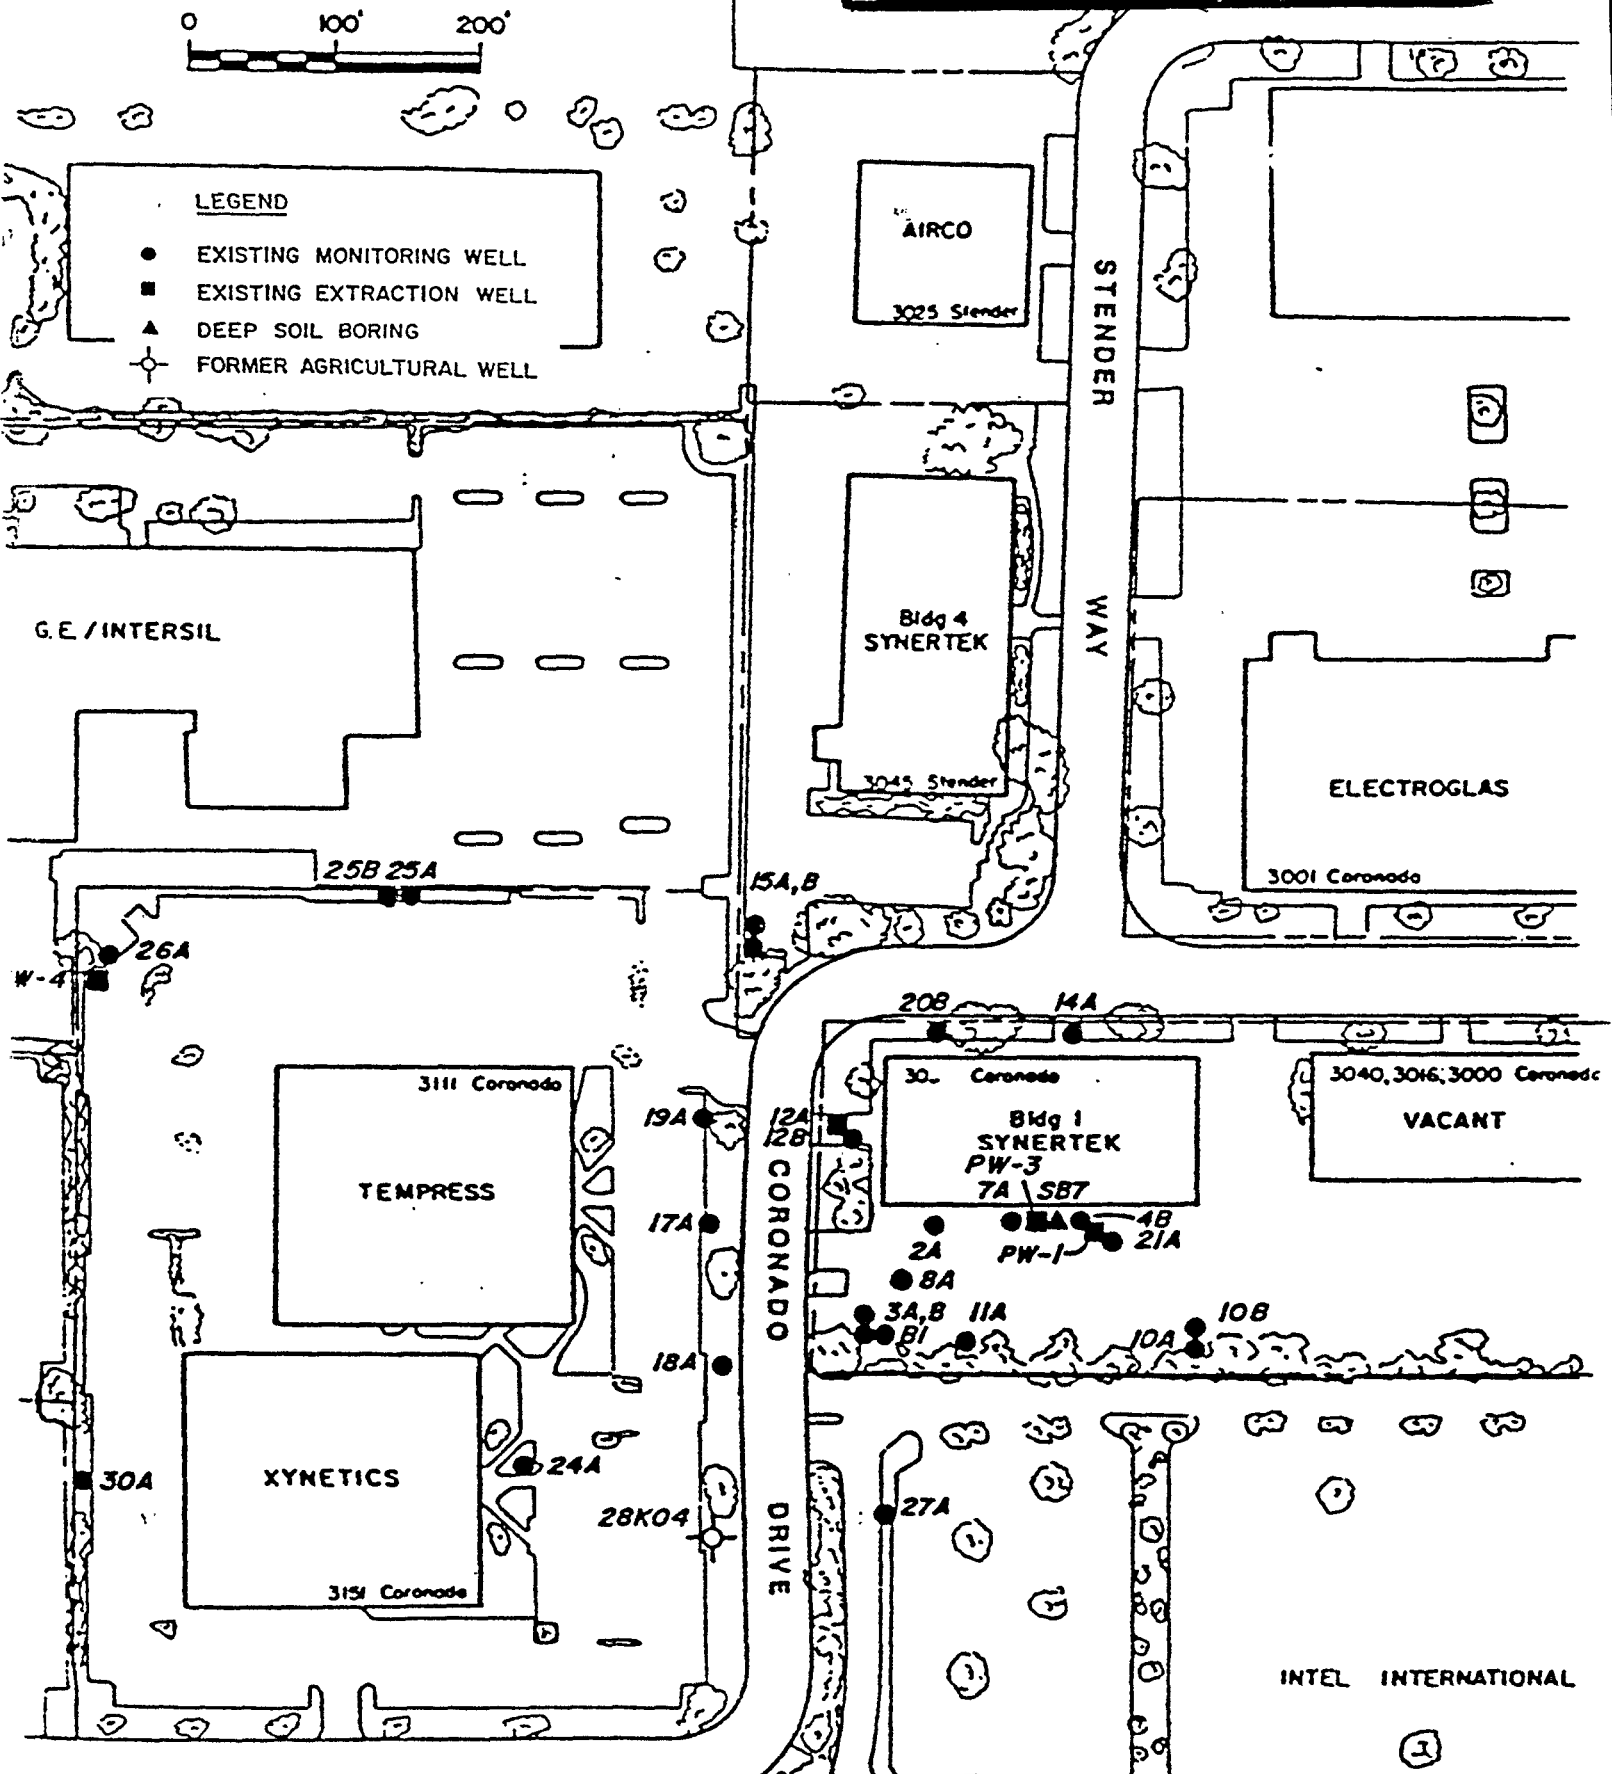 0 100' 200'
LEGEND
EXISTING MONITORING WELL
EXISTING EXTRACTION WELL
DEEP SOIL BORING
FORMER AGRICULTURAL WELL
AIRCO
3025 Stender
STENDER WAY
G.E./INTERSIL
Bldg 4
SYNERTEK
3045 Stender
ELECTROGLAS
3001 Coronado
25B 25A
15A,B
26A
W-4
20B 14A
3111 Coronado
30 Coronado
3040, 3016, 3000 Coronado
19A
12A
12B
Bldg 1
SYNERTEK
VACANT
PW-3
TEMPRESS
7A SB7
17A
4B
2A
PW-1
21A
8A
3A,B
11A
10B
B1
10A
18A
CORONADO DRIVE
XYNETICS
24A
30A
28K04
27A
3151 Coronado
INTEL INTERNATIONAL